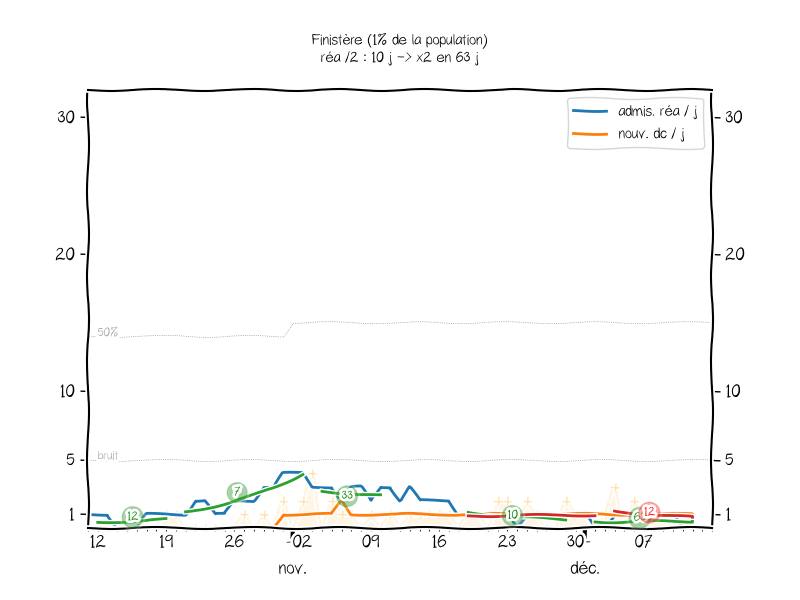 Finistère (1% de la population)
réa /2 : 10 j -> x2 en 63 j
admis. réa / j
nouv. dc / j
30 30
20 20
50%
10 10
bruit
5 5
7
33
12 10 12
1 1
12 19 26 02 09 16 23 30 07
nov. déc.